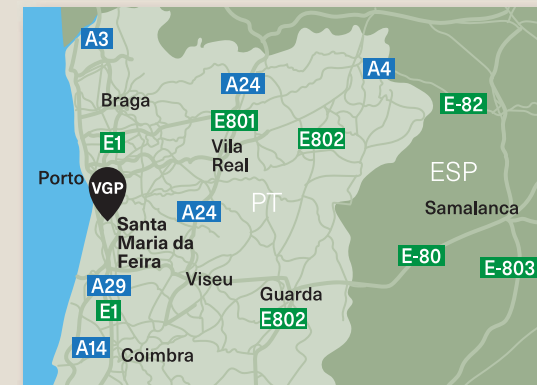 A3
A24
A4
Braga
E-82
E801
E802
E1
Vila
Real
ESP
Porto
VGP
PT
A24
Samalanca
Santa
Maria da
Feira
E-80
E-803
Viseu
A29
Guarda
E1
E802
A14
Coimbra